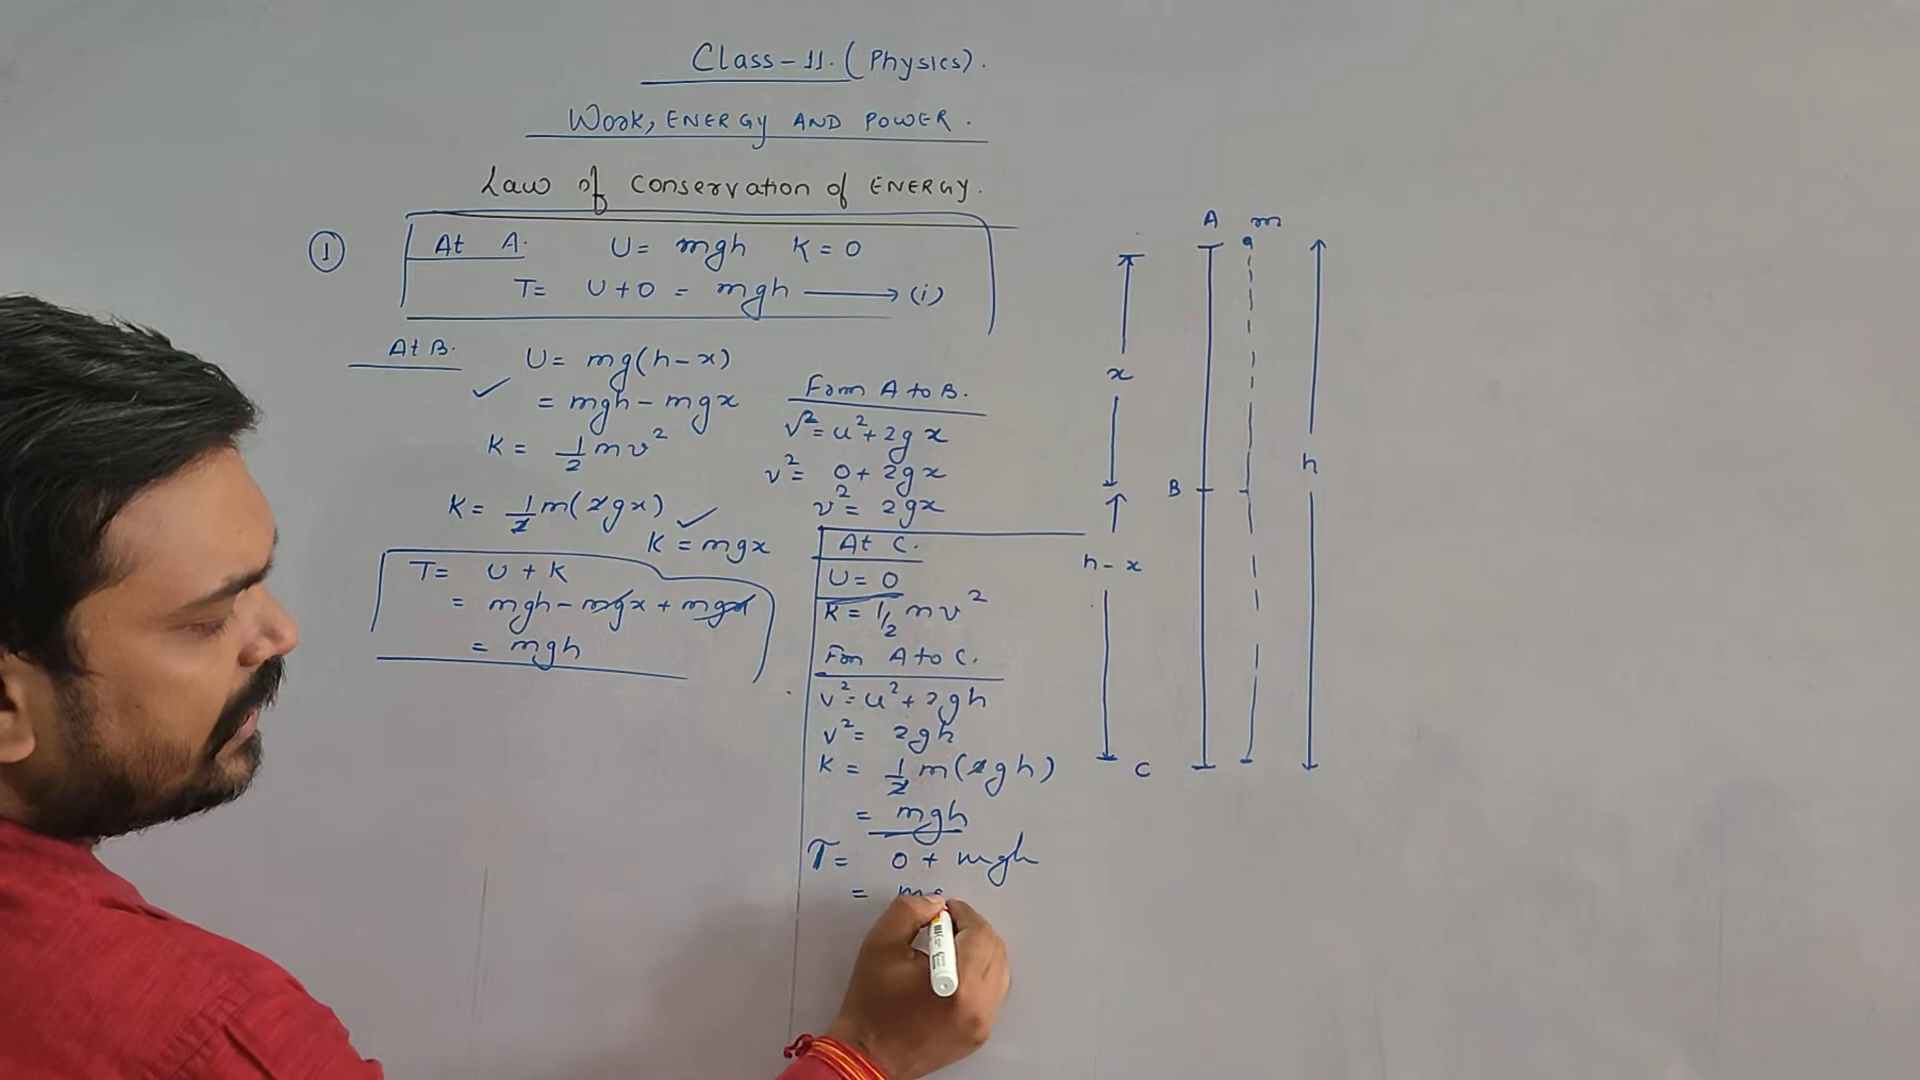 Class-11. (Physics).
Work, ENERGY AND POWER.
Law of conservation of ENERGY.
① At A. U = mgh K = 0
T = U+0 = mgh ⟶ (i)
At B. U = mg(h-x)
= mgh - mgx
K = 1/2 mv²
K = 1/2 m(2gx)
K = mgx
T = U + K
= mgh - mgx + mgx
= mgh
From A to B.
v² = u² + 2gx
v² = 0 + 2gx
v² = 2gx
At C.
U = 0
K = 1/2 mv²
From A to C.
v² = u² + 2gh
v² = 2gh
K = 1/2 m(2gh)
= mgh
T = 0 + mgh
= mg
A m
x
B
h
h-x
C